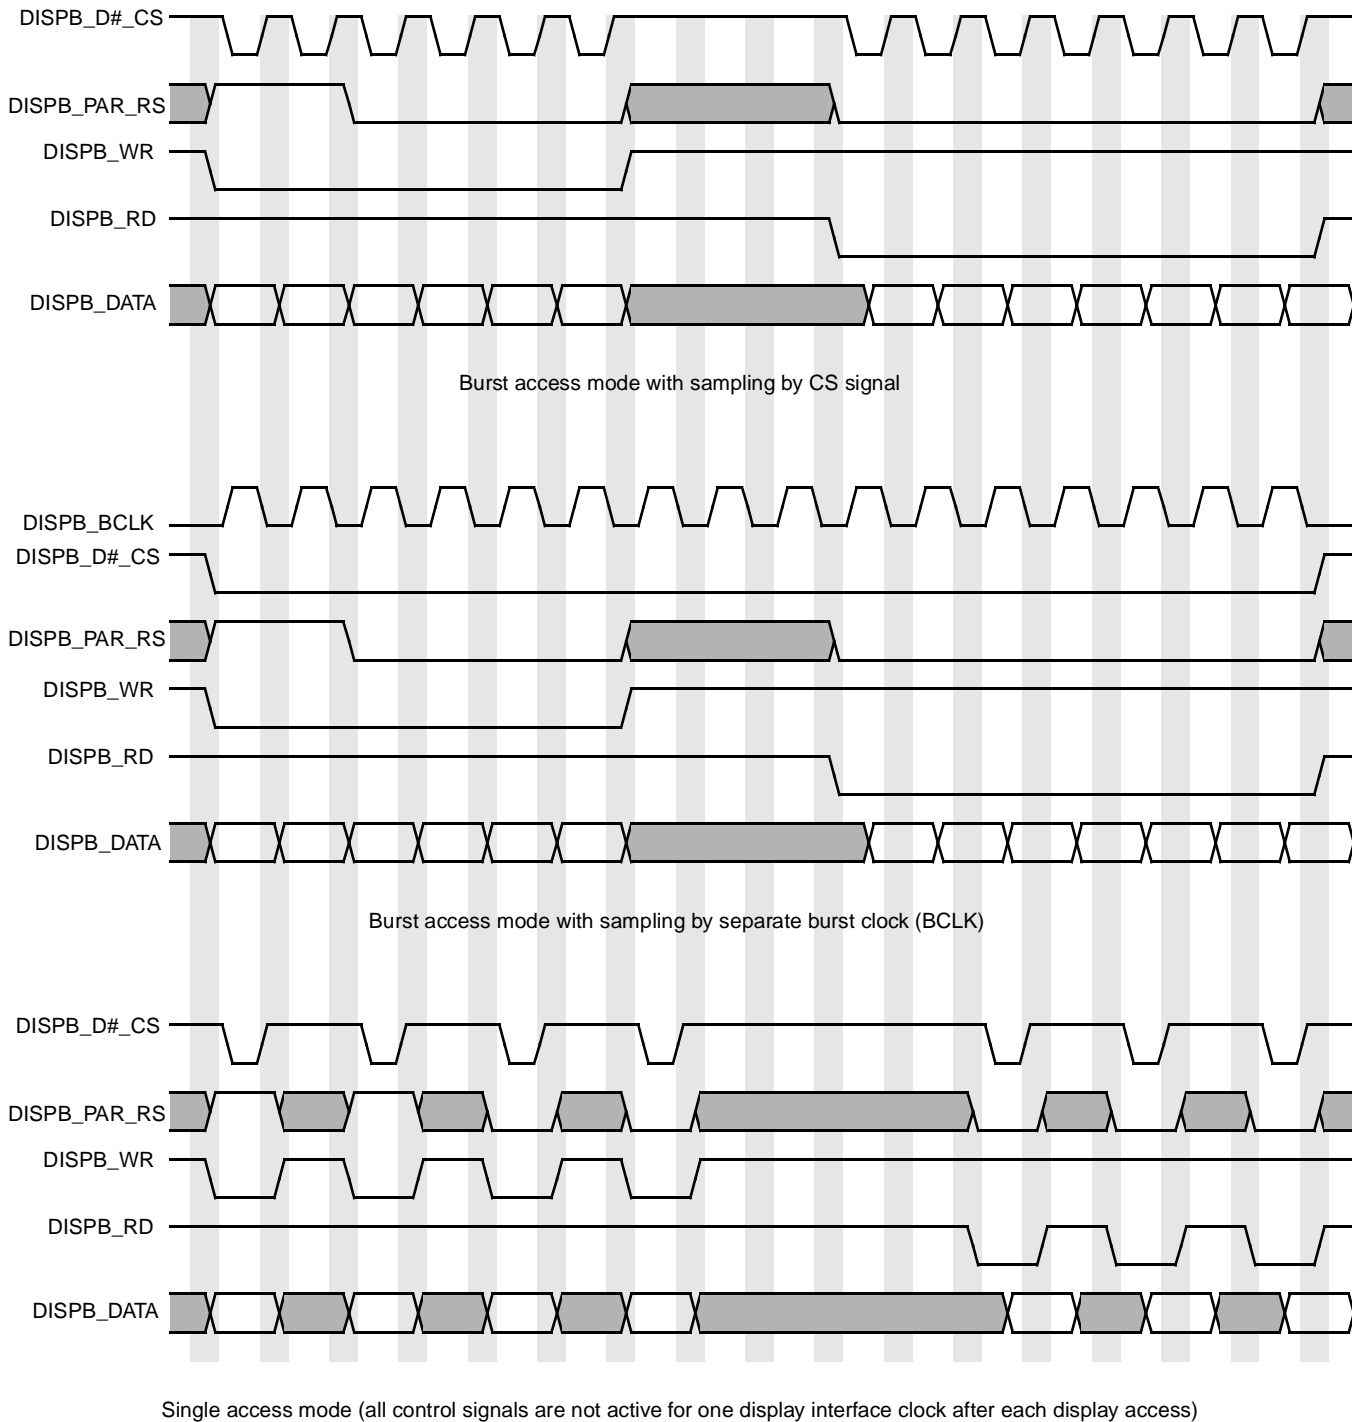 DISPB_D#_CS
DISPB_PAR_RS
DISPB_WR
DISPB_RD
DISPB_DATA
Burst access mode with sampling by CS signal
DISPB_BCLK
DISPB_D#_CS
DISPB_PAR_RS
DISPB_WR
DISPB_RD
DISPB_DATA
Burst access mode with sampling by separate burst clock (BCLK)
DISPB_D#_CS
DISPB_PAR_RS
DISPB_WR
DISPB_RD
DISPB_DATA
Single access mode (all control signals are not active for one display interface clock after each display access)